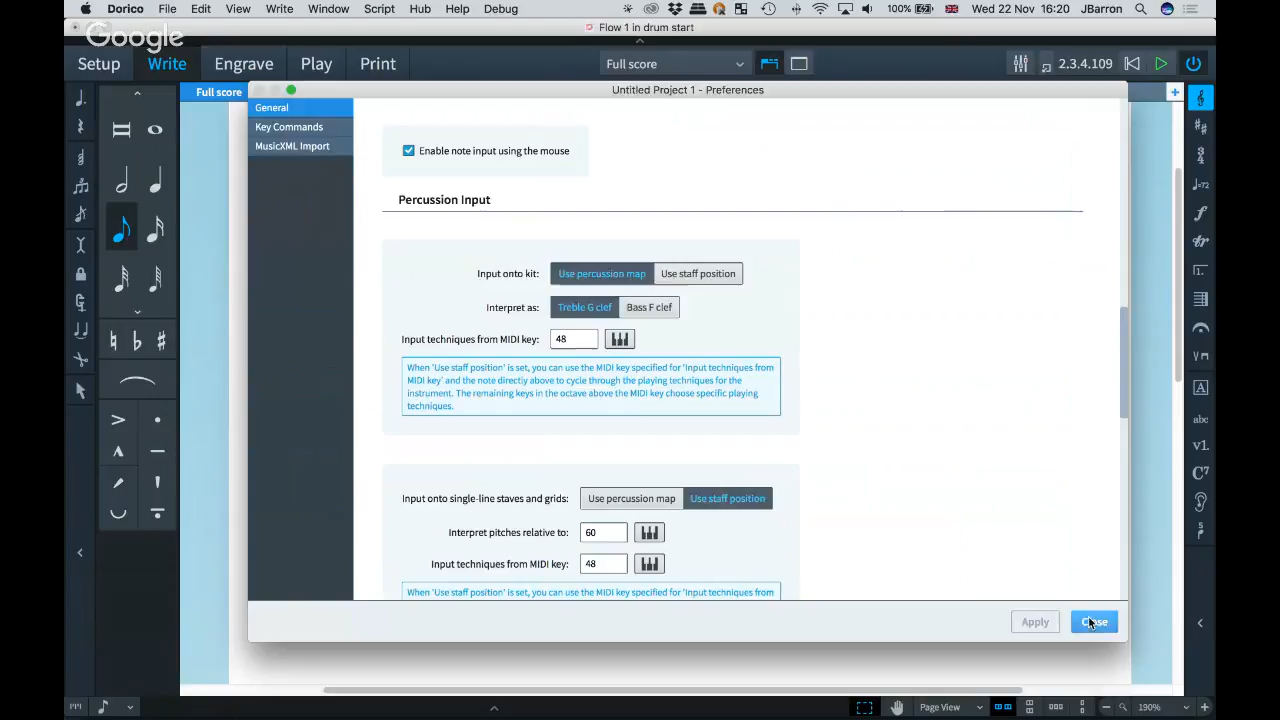 Dorico File Edit View Write Window Script Hub Help Debug 100% Wed 22 Nov 16:20 JBarron
Flow 1 in drum start
Google
Setup Write Engrave Play Print Full score 2.3.4.109
Full score
Untitled Project 1 - Preferences
General
Key Commands
MusicXML Import
Enable note input using the mouse
Percussion Input
Input onto kit: Use percussion map Use staff position
Interpret as: Treble G clef Bass F clef
Input techniques from MIDI key: 48
When 'Use staff position' is set, you can use the MIDI key specified for 'Input techniques from
MIDI key' and the note directly above to cycle through the playing techniques for the
instrument. The remaining keys in the octave above the MIDI key choose specific playing
techniques.
Input onto single-line staves and grids: Use percussion map Use staff position
Interpret pitches relative to: 60
Input techniques from MIDI key: 48
When 'Use staff position' is set, you can use the MIDI key specified for 'Input techniques from
Apply Close
Page View 190%